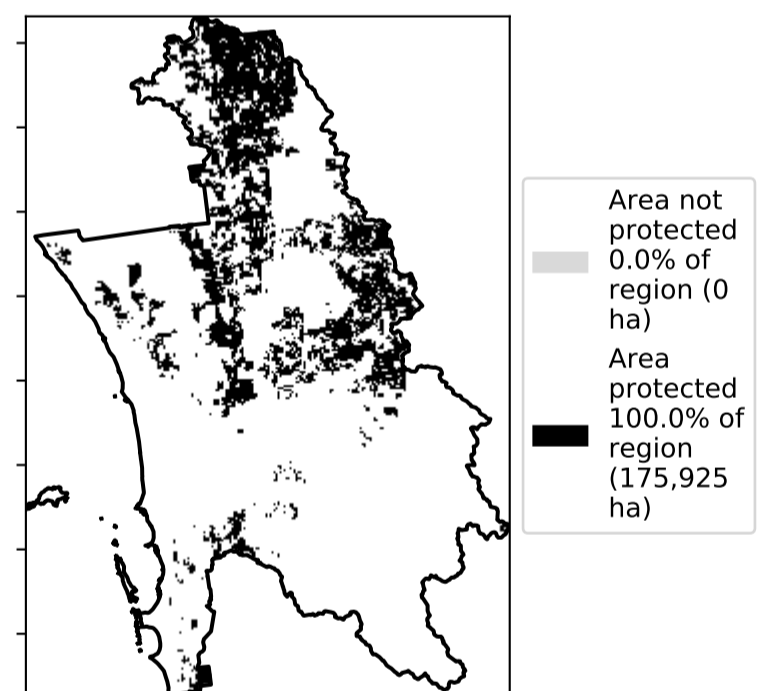 Area not
protected
0.0% of
region (0
ha)
Area
protected
100.0% of
region
(175,925
ha)